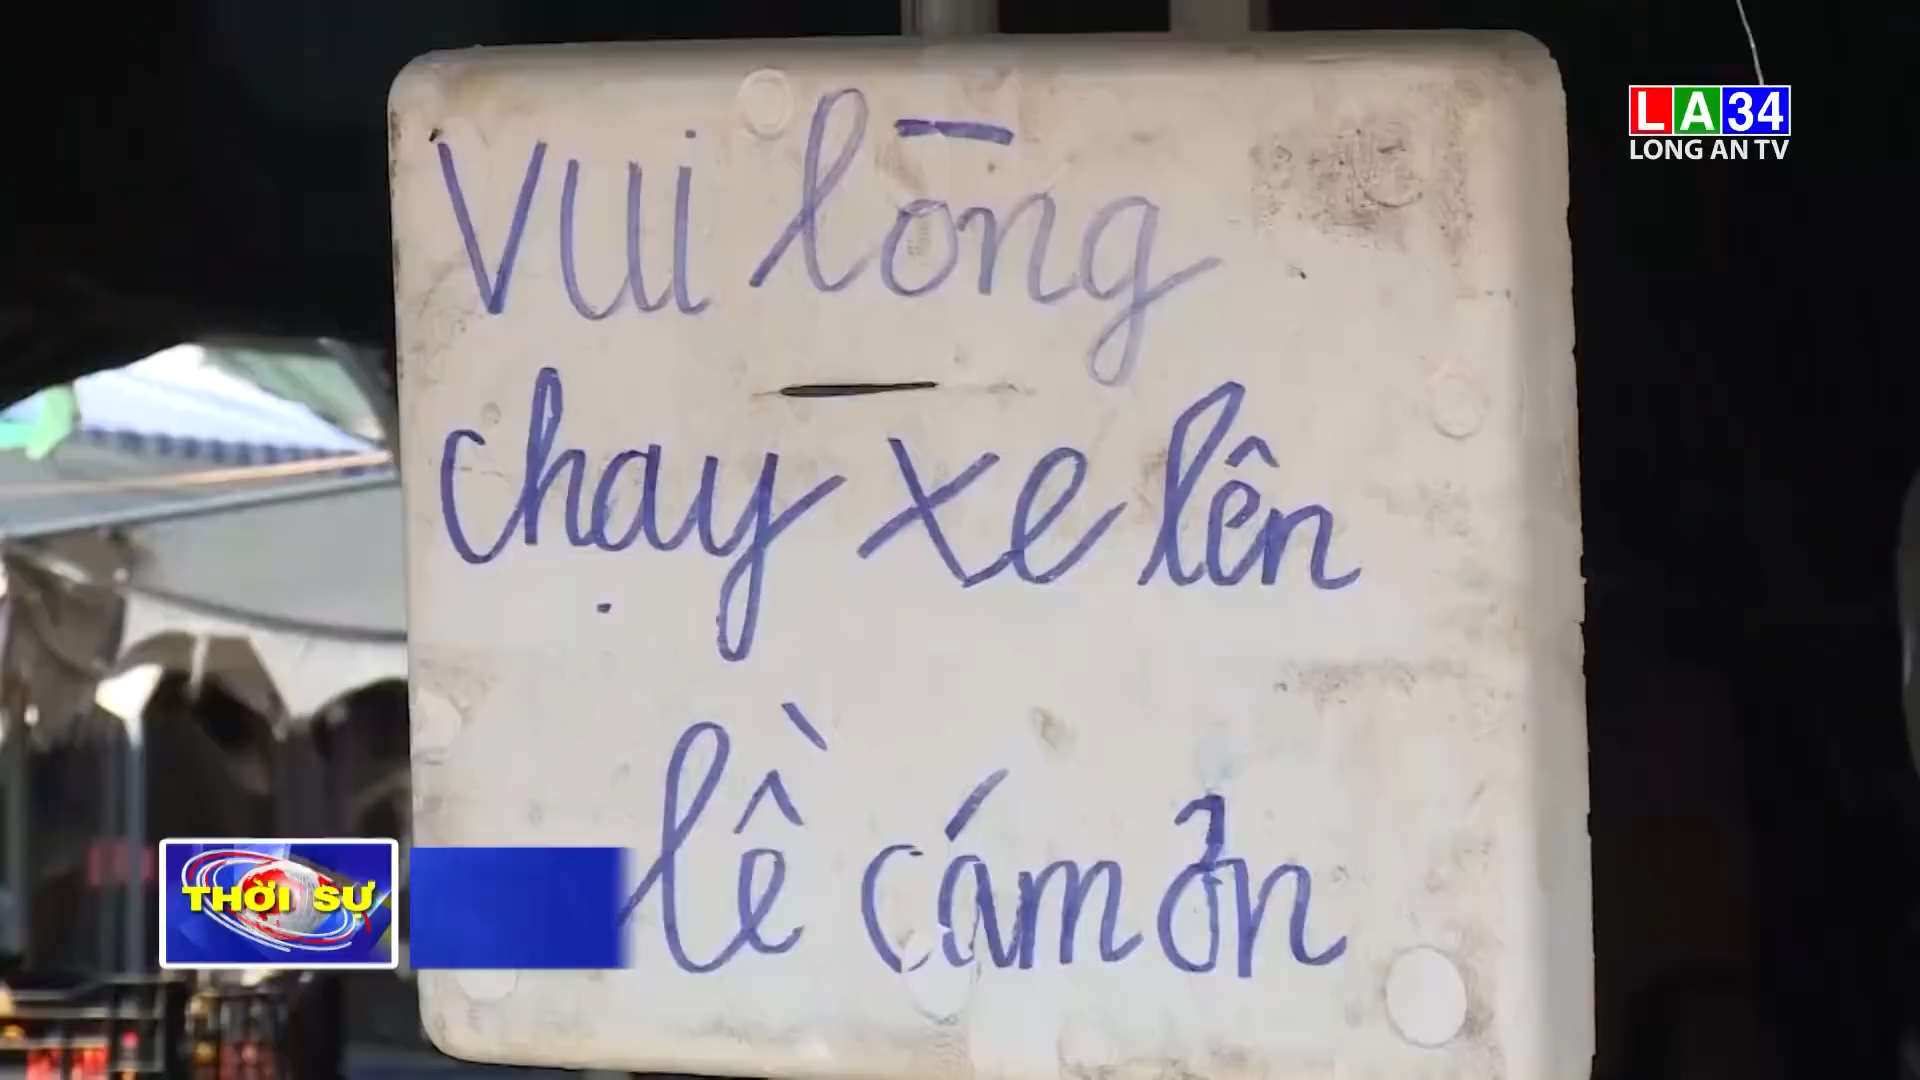 LA34
LONG AN TV
Vui lòng
chạy xe lên
lề cám ơn
THỜI SỰ